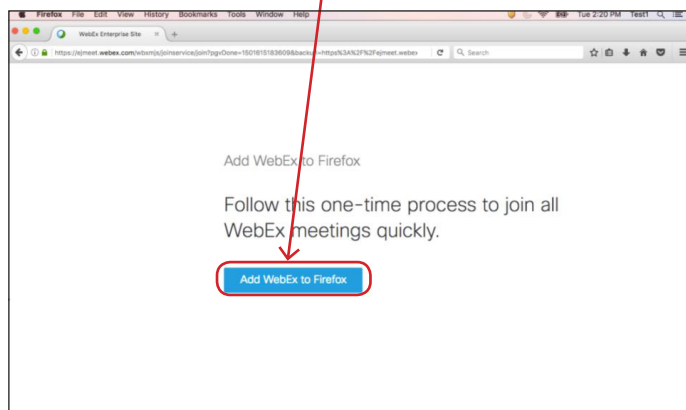 Firefox File Edit View History Bookmarks Tools Window Help Tue 2:20 PM Test1
WebEx Enterprise Site
https://ejmeet.webex.com/wbxmjs/joinservice/join?pgxDone=1501615183609&backUrl=https%3A%2F%2Fejmeet.webex Search
Add WebEx to Firefox
Follow this one-time process to join all
WebEx meetings quickly.
Add WebEx to Firefox